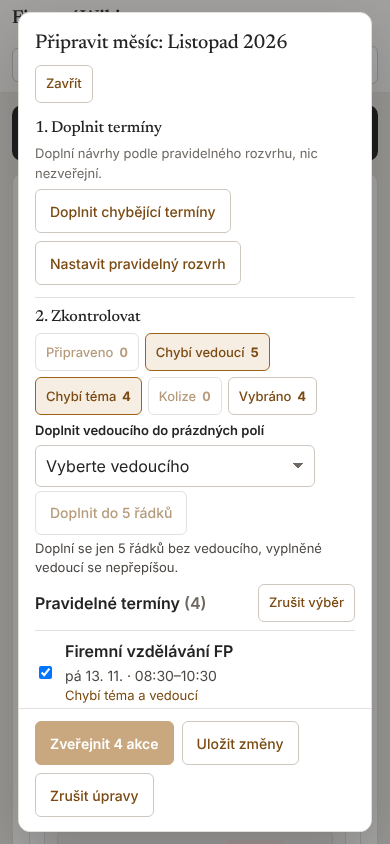 Připravit měsíc: Listopad 2026
Zavřít
1. Doplnit termíny
Doplní návrhy podle pravidelného rozvrhu, nic
nezveřejní.
Doplnit chybějící termíny
Nastavit pravidelný rozvrh
2. Zkontrolovat
Připraveno 0
Chybí vedoucí 5
Chybí téma 4
Kolize 0
Vybráno 4
Doplnit vedoucího do prázdných polí
Vyberte vedoucího
Doplnit do 5 řádků
Doplní se jen 5 řádků bez vedoucího, vyplněné
vedoucí se nepřepíšou.
Pravidelné termíny (4)
Zrušit výběr
Firemní vzdělávání FP
pá 13. 11. · 08:30–10:30
Chybí téma a vedoucí
Zveřejnit 4 akce
Uložit změny
Zrušit úpravy